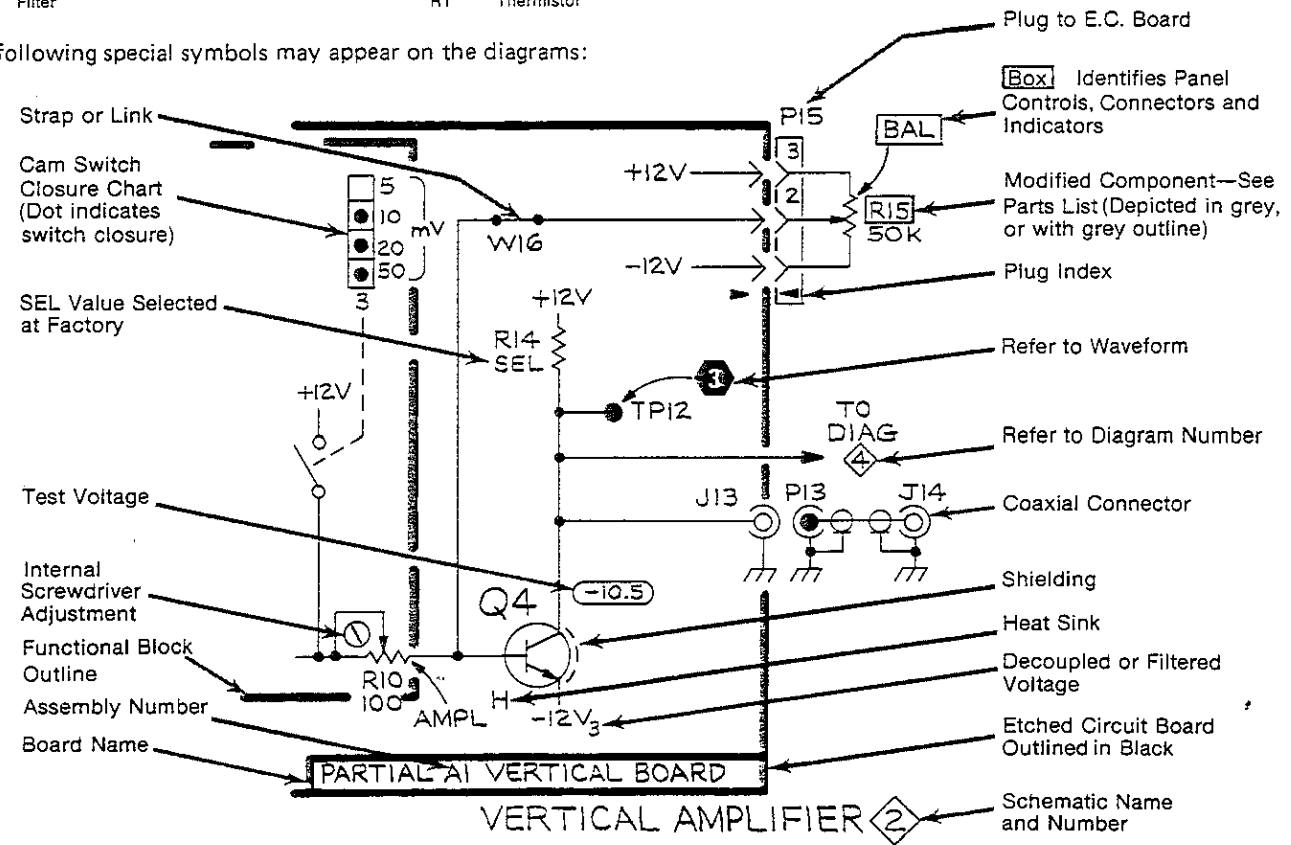 Filter
RT Thermistor
following special symbols may appear on the diagrams:
Plug to E.C. Board
Box Identifies Panel
Controls, Connectors and
Indicators
Modified Component—See
Parts List (Depicted in grey,
or with grey outline)
Plug Index
Refer to Waveform
Refer to Diagram Number
Coaxial Connector
Shielding
Heat Sink
Decoupled or Filtered
Voltage
Etched Circuit Board
Outlined in Black
Schematic Name
and Number
Strap or Link
Cam Switch
Closure Chart
(Dot indicates
switch closure)
SEL Value Selected
at Factory
Test Voltage
Internal
Screwdriver
Adjustment
Functional Block
Outline
Assembly Number
Board Name
P15
BAL
3
2
+12V
R15
50K
-12V
5
10
20
50
mV
3
W16
+12V
R14
SEL
TP12
TO
DIAG
4
+12V
J13
P13
J14
-10.5
Q4
R10
100
AMPL
H
-12V3
PARTIAL A1 VERTICAL BOARD
VERTICAL AMPLIFIER 2